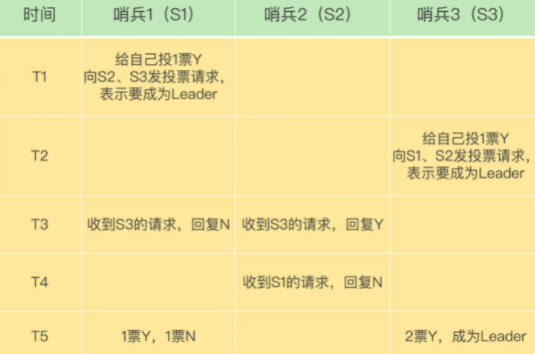 时间
哨兵1（S1）
哨兵2（S2）
哨兵3（S3）
T1
给自己投1票Y
向S2、S3发投票请求，
表示要成为Leader
T2
给自己投1票Y
向S1、S2发投票请求，
表示要成为Leader
T3
收到S3的请求，回复N
收到S3的请求，回复Y
T4
收到S1的请求，回复N
T5
1票Y，1票N
2票Y，成为Leader